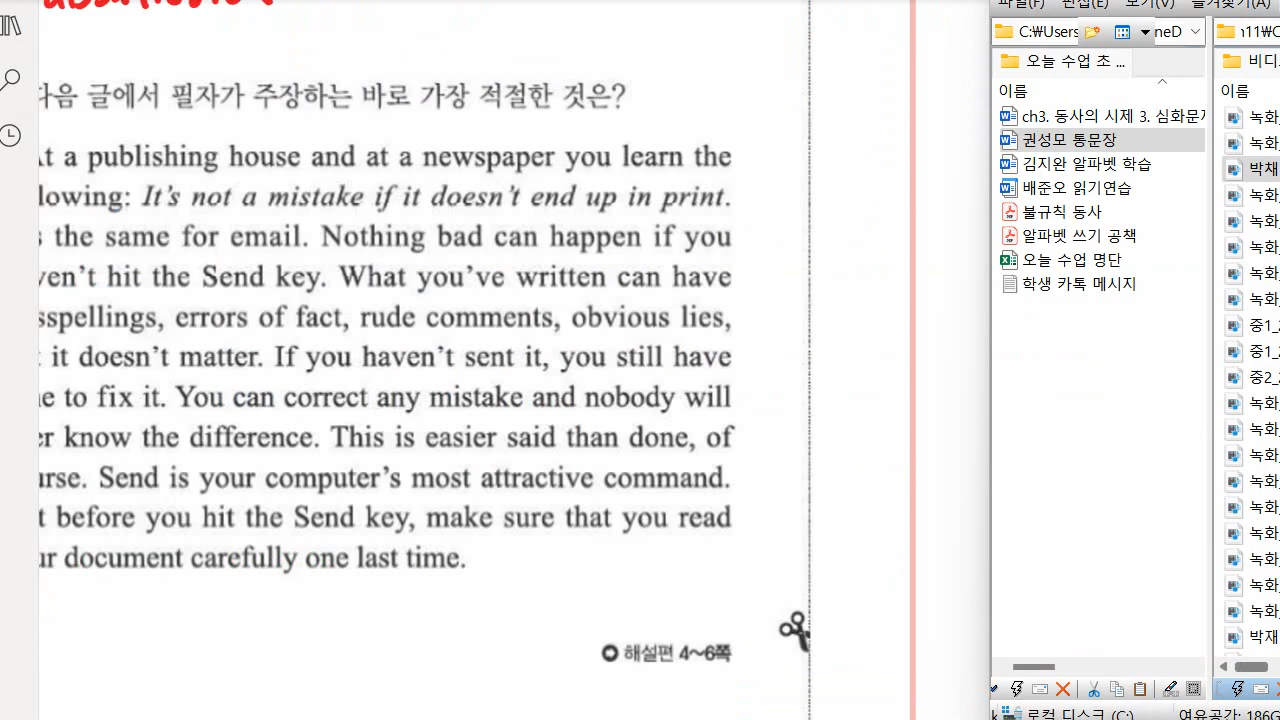 다음 글에서 필자가 주장하는 바로 가장 적절한 것은?
At a publishing house and at a newspaper you learn the
lowing: It's not a mistake if it doesn't end up in print.
the same for email. Nothing bad can happen if you
ven't hit the Send key. What you've written can have
sspellings, errors of fact, rude comments, obvious lies,
it doesn't matter. If you haven't sent it, you still have
e to fix it. You can correct any mistake and nobody will
er know the difference. This is easier said than done, of
urse. Send is your computer's most attractive command.
t before you hit the Send key, make sure that you read
ur document carefully one last time.
해설편 4~6쪽
파일(F) 편집(E) 보기(V) 즐겨찾기(A)
C:₩Users
neD
오늘 수업 초 ...
이름
ch3. 동사의 시제 3. 심화문제
권선모 본문장
김지원 알파벳 학습
배준오 읽기연습
불규칙 동사
알파벳 쓰기 공책
오늘 수업 명단
학생 카톡 메시지
비디오
이름
녹화
녹화
박재
녹화
녹화
녹화
녹화
녹화
중1_
중1_
중2_
녹화
녹화
녹화
녹화
녹화
녹화
녹화
녹화
녹화
박재
여유공간